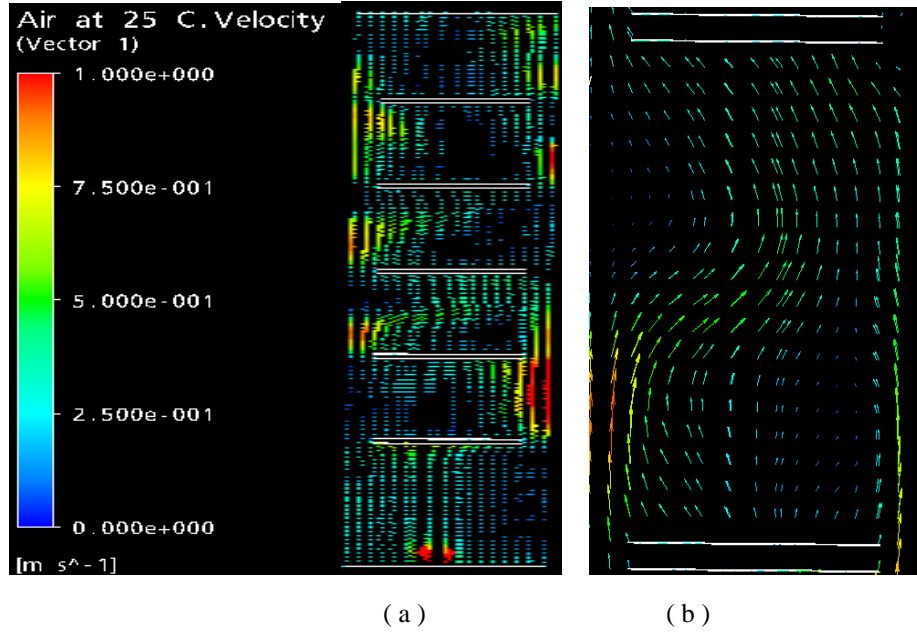 Air at 25 C.Velocity
(Vector 1)
1.000e+000
7.500e-001
5.000e-001
2.500e-001
0.000e+000
[m s^-1]
( a ) ( b )